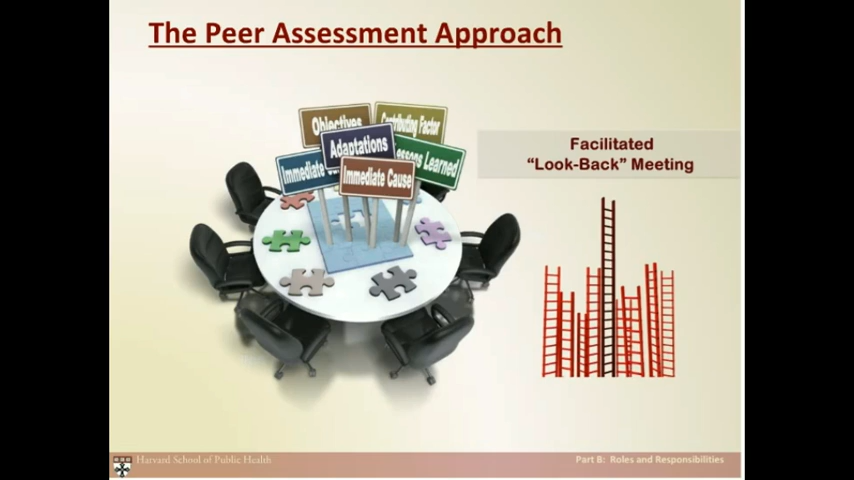 The Peer Assessment Approach
Objectives
Contributing Factor
Adaptations
Lessons Learned
Immediate
Immediate Cause
Facilitated
“Look-Back” Meeting
Harvard School of Public Health
Part B: Roles and Responsibilities